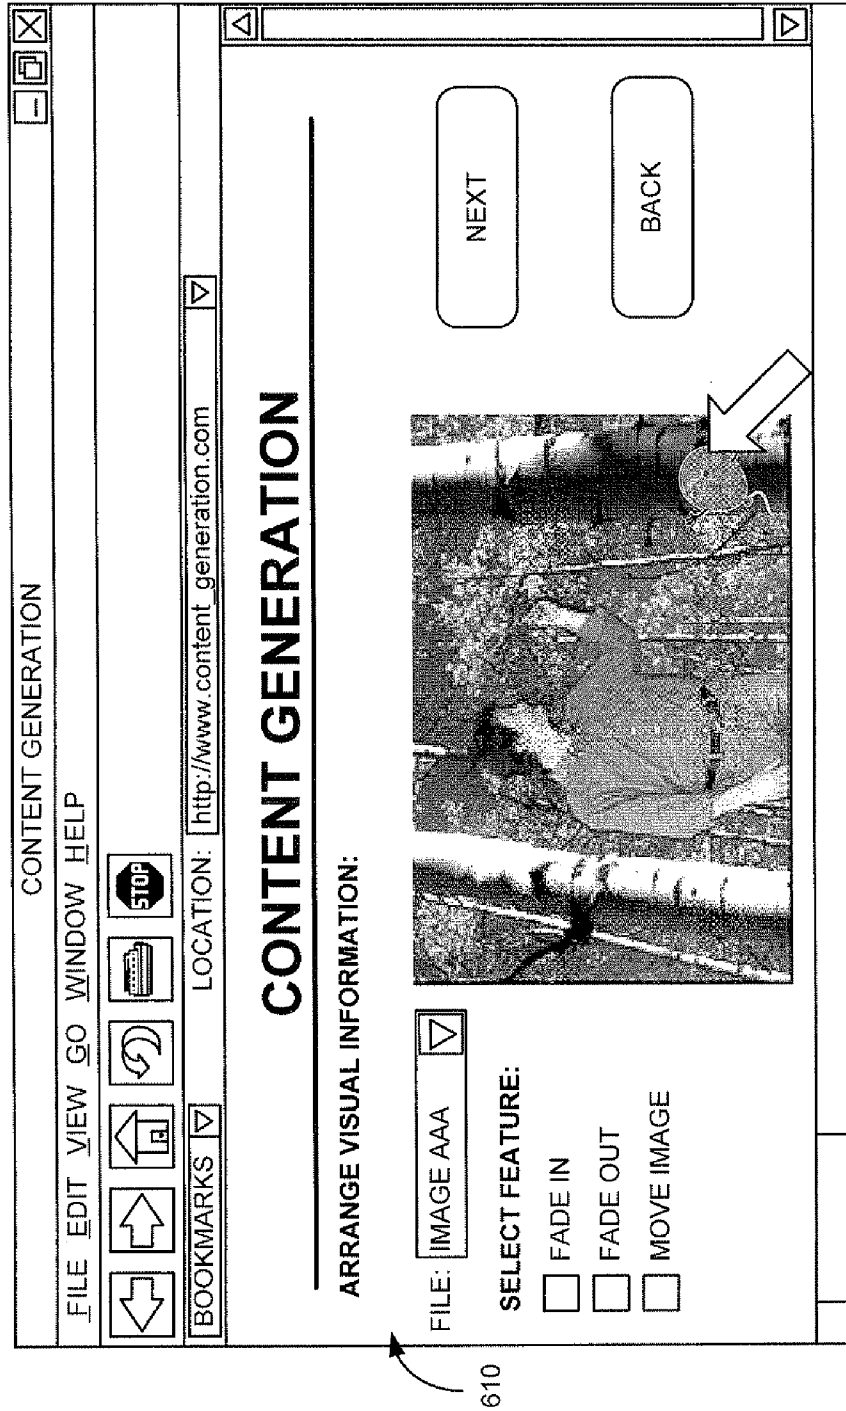 CONTENT GENERATION
FILE EDIT VIEW GO WINDOW HELP
STOP
BOOKMARKS LOCATION: http://www.content_generation.com
CONTENT GENERATION
ARRANGE VISUAL INFORMATION:
FILE: IMAGE AAA
SELECT FEATURE:
FADE IN
FADE OUT
MOVE IMAGE
NEXT
BACK
610